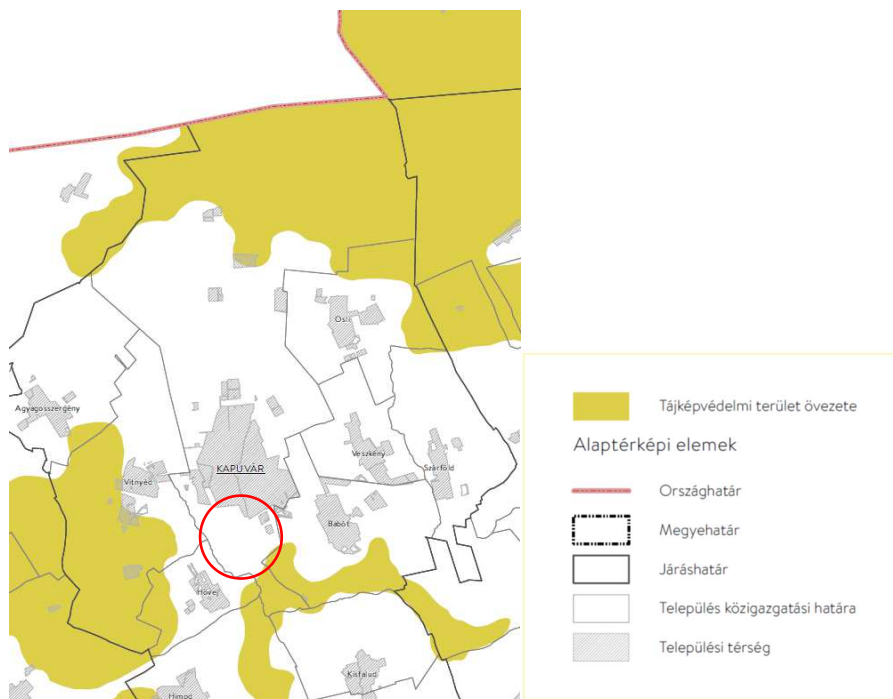 Osli
Agyagosszergény
KAPUVÁR
Veszkény
Szárföld
Vitnyéd
Babót
Hövej
Kisfalud
Himod
Tájképvédelmi terület övezete
Alaptérképi elemek
Országhatár
Megyehatár
Járáshatár
Település közigazgatási határa
Települési térség